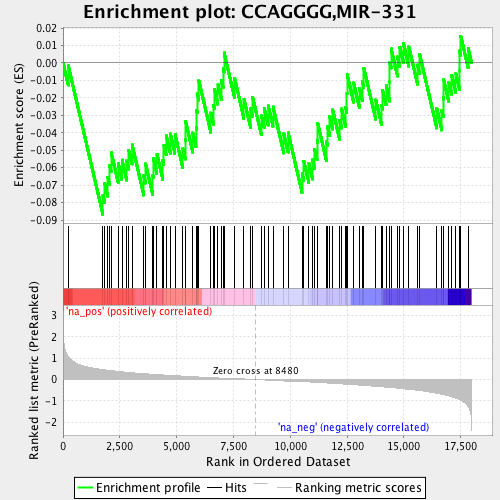 Enrichment plot: CCAGGGG,MIR-331
Enrichment score (ES)
0.02
0.01
0.00
-0.01
-0.02
-0.03
-0.04
-0.05
-0.06
-0.07
-0.08
-0.09
'na_pos' (positively correlated)
Ranked list metric (PreRanked)
3
2
1
0
-1
-2
Zero cross at 8480
'na_neg' (negatively correlated)
0
2,500
5,000
7,500
10,000
12,500
15,000
17,500
Rank in Ordered Dataset
Enrichment profile
Hits
Ranking metric scores